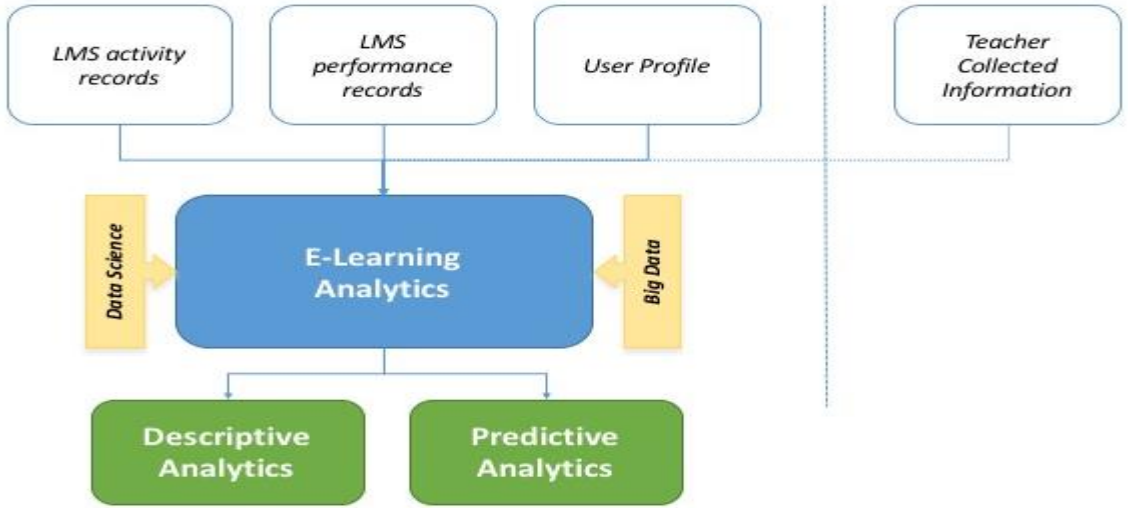 LMS activity
records
LMS
performance
records
User Profile
Teacher
Collected
Information
Data Science
E-Learning
Analytics
Big Data
Descriptive
Analytics
Predictive
Analytics